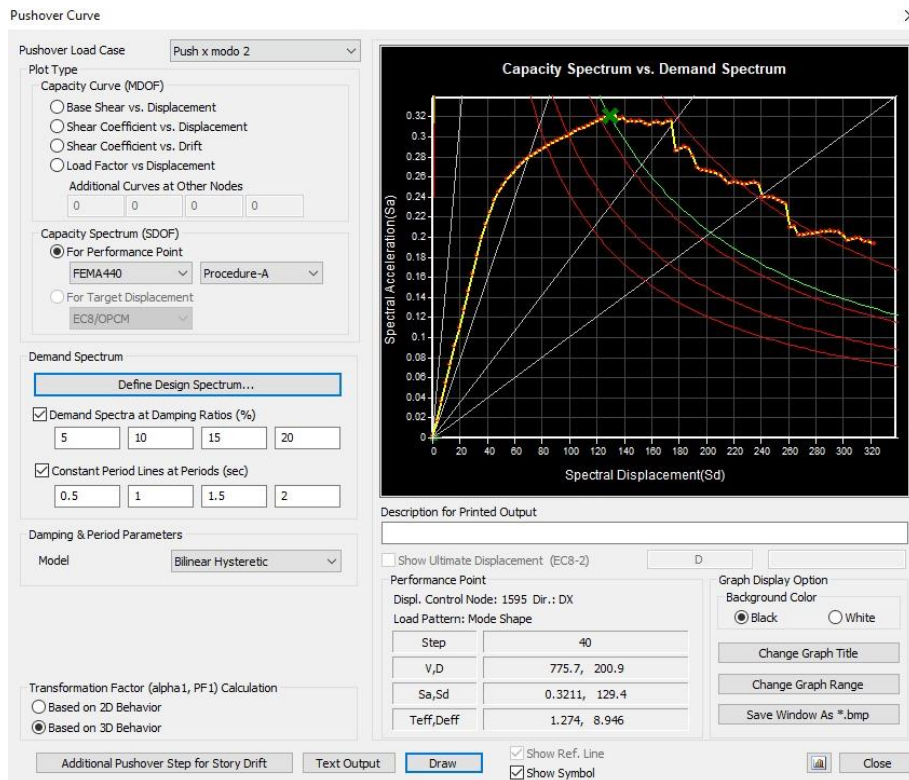 Pushover Curve
Pushover Load Case Push x modo 2
Plot Type
Capacity Curve (MDOF)
Base Shear vs. Displacement
Shear Coefficient vs. Displacement
Shear Coefficient vs. Drift
Load Factor vs Displacement
Additional Curves at Other Nodes
0 0 0 0
Capacity Spectrum (SDOF)
For Performance Point
FEMA440 Procedure-A
For Target Displacement
EC8/OPCM
Demand Spectrum
Define Design Spectrum...
Demand Spectra at Damping Ratios (%)
5 10 15 20
Constant Period Lines at Periods (sec)
0.5 1 1.5 2
Damping & Period Parameters
Model Bilinear Hysteretic
Transformation Factor (alpha1, PF1) Calculation
Based on 2D Behavior
Based on 3D Behavior
Capacity Spectrum vs. Demand Spectrum
Spectral Acceleration(Sa)
0.32
0.28
0.24
0.2
0.18
0.16
0.14
0.12
0.1
0.08
0.06
0.04
0.02
0
0 20 40 60 80 100 120 140 160 180 200 220 240 260 280 300 320
Spectral Displacement(Sd)
Description for Printed Output
Show Ultimate Displacement (EC8-2) D
Performance Point
Displ. Control Node: 1595 Dir.: DX
Load Pattern: Mode Shape
Step 40
V,D 775.7, 200.9
Sa,Sd 0.3211, 129.4
Teff,Deff 1.274, 8.946
Graph Display Option
Background Color
Black White
Change Graph Title
Change Graph Range
Save Window As *.bmp
Additional Pushover Step for Story Drift Text Output Draw
Show Ref. Line
Show Symbol
Close